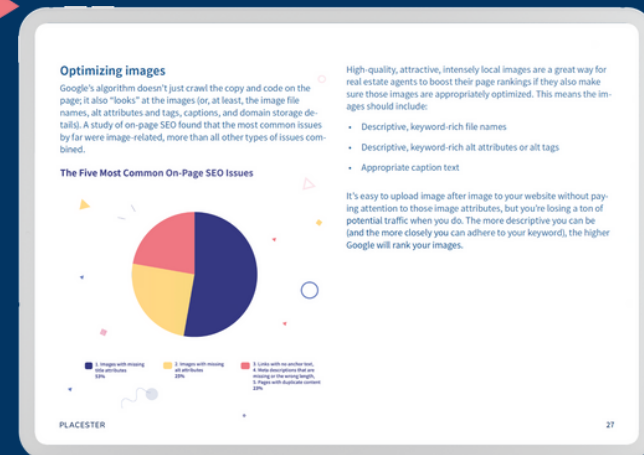 Optimizing images
Google's algorithm doesn't just crawl the copy and code on the
page; it also "looks" at the images (or, at least, the image file
names, alt attributes and tags, captions, and domain storage de-
tails). A study of on-page SEO found that the most common issues
by far were image-related, more than all other types of issues com-
bined.
The Five Most Common On-Page SEO Issues
1. Images with missing
title attributes
53%
2. Images with missing
alt attributes
25%
3. Links with no anchor text,
4. Meta descriptions that are
missing or the wrong length,
5. Pages with duplicate content
22%
PLACESTER
High-quality, attractive, intensely local images are a great way for
real estate agents to boost their page rankings if they also make
sure those images are appropriately optimized. This means the im-
ages should include:
• Descriptive, keyword-rich file names
• Descriptive, keyword-rich alt attributes or alt tags
• Appropriate caption text
It's easy to upload image after image to your website without pay-
ing attention to those image attributes, but you're losing a ton of
potential traffic when you do. The more descriptive you can be
(and the more closely you can adhere to your keyword), the higher
Google will rank your images.
27